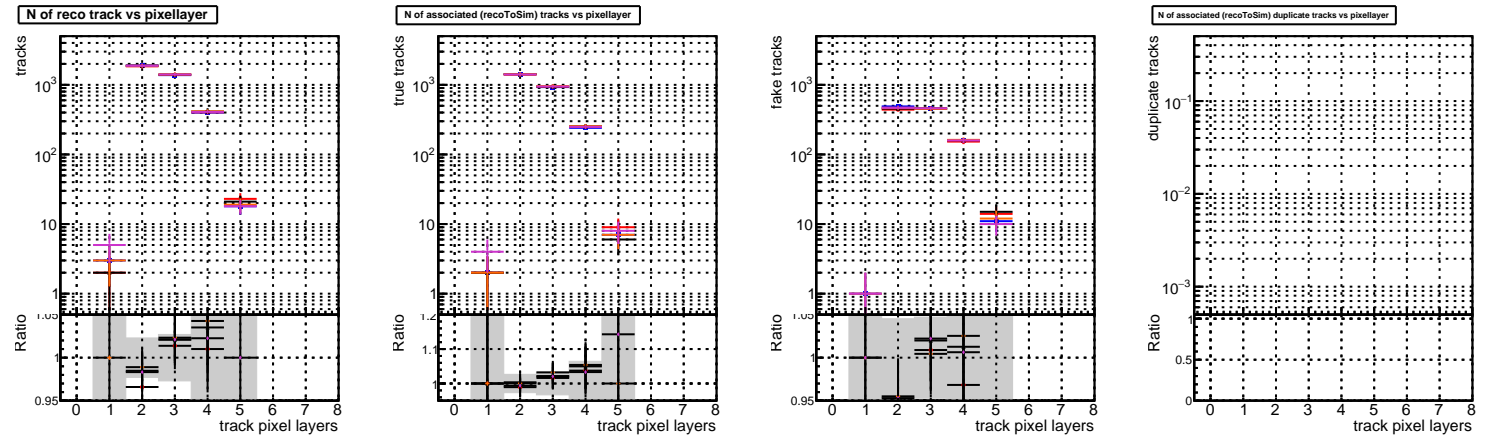 N of reco track vs pixellayer
tracks
10³
10²
10
1
Ratio
1.05
1
0.95
0 1 2 3 4 5 6 7 8
track pixel layers
N of associated (recoToSim) tracks vs pixellayer
true tracks
10³
10²
10
1
Ratio
1.2
1.1
1
0 1 2 3 4 5 6 7 8
track pixel layers
fake tracks
10³
10²
10
1
Ratio
1.05
1
0.95
0 1 2 3 4 5 6 7 8
track pixel layers
N of associated (recoToSim) duplicate tracks vs pixellayer
duplicate tracks
10⁻¹
10⁻²
10⁻³
Ratio
1
0.5
0
0 1 2 3 4 5 6 7 8
track pixel layers